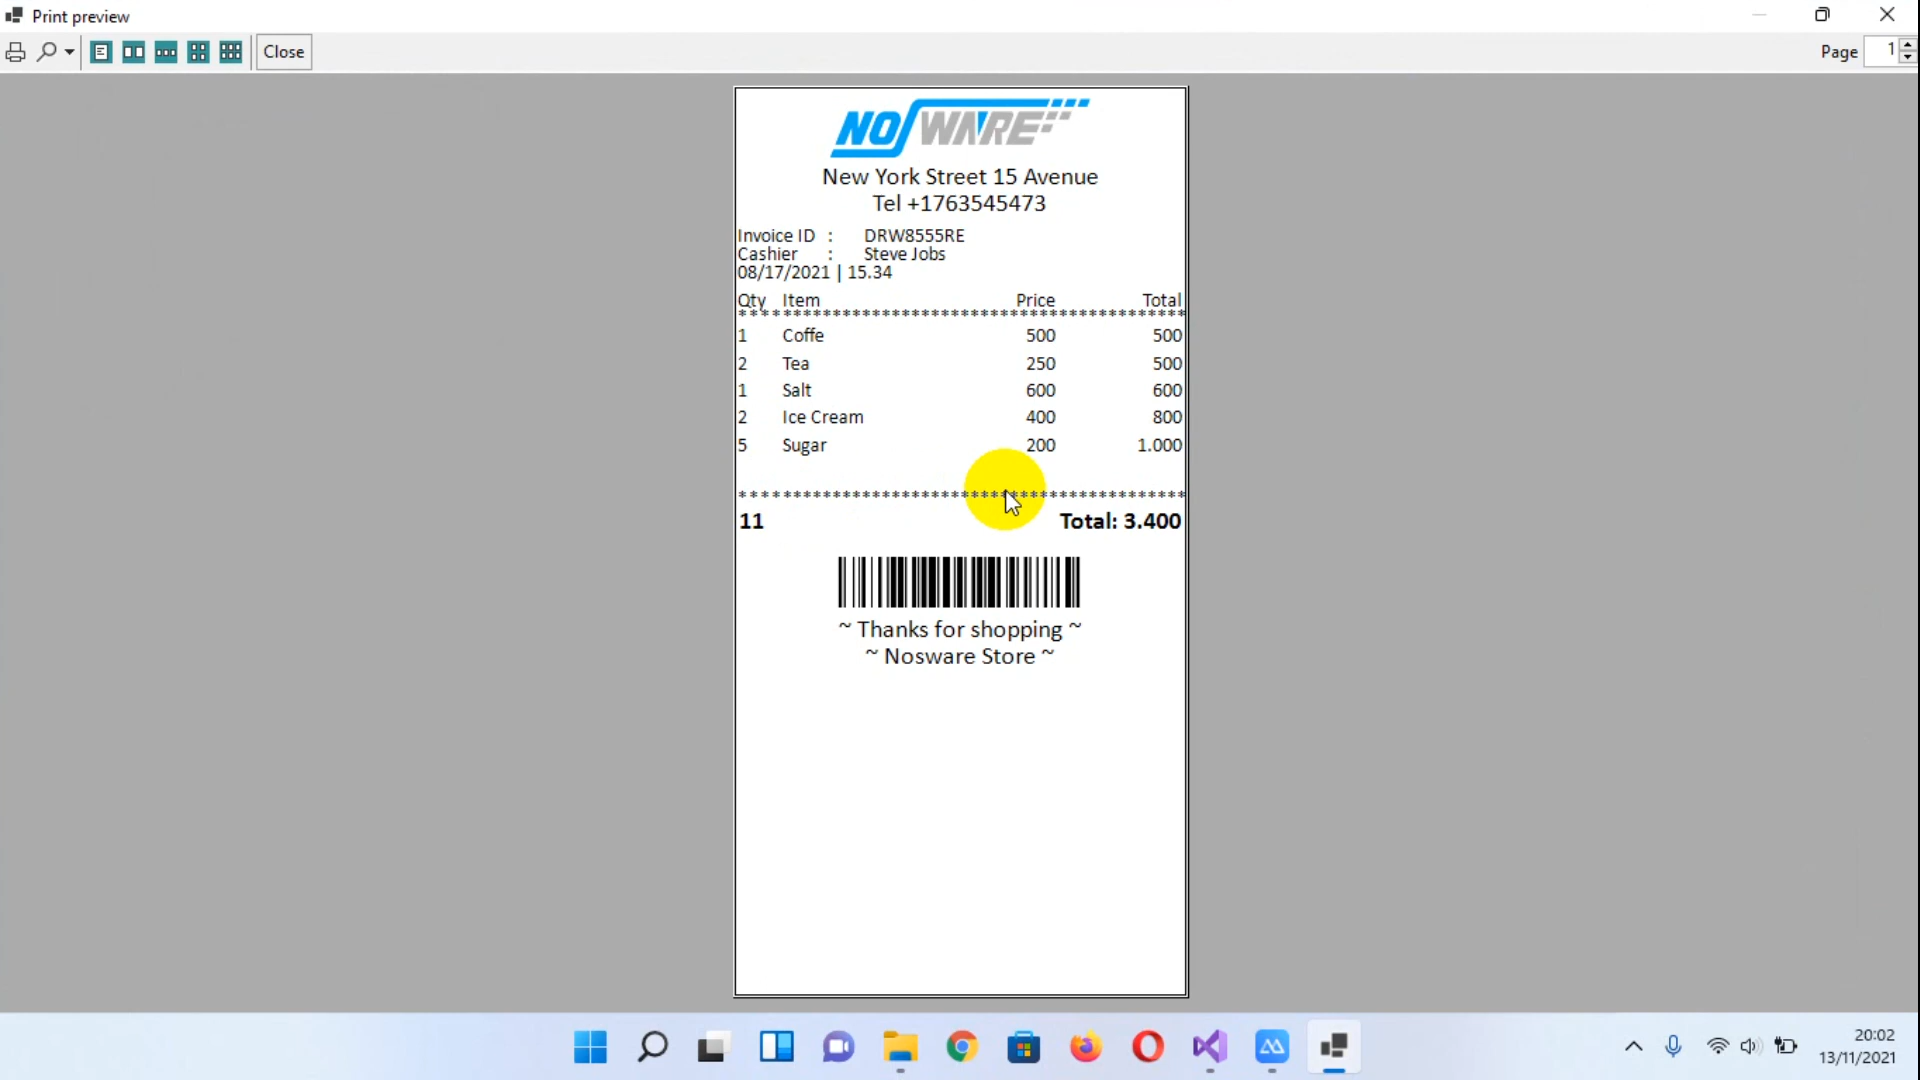 Print preview
Close
Page 1
NOSWARE
New York Street 15 Avenue
Tel +1763545473
Invoice ID : DRW8555RE
Cashier : Steve Jobs
08/17/2021 | 15.34
Qty Item Price Total
****************************************
1 Coffe 500 500
2 Tea 250 500
1 Salt 600 600
2 Ice Cream 400 800
5 Sugar 200 1.000
****************************************
11 Total: 3.400
~ Thanks for shopping ~
~ Nosware Store ~
20:02
13/11/2021